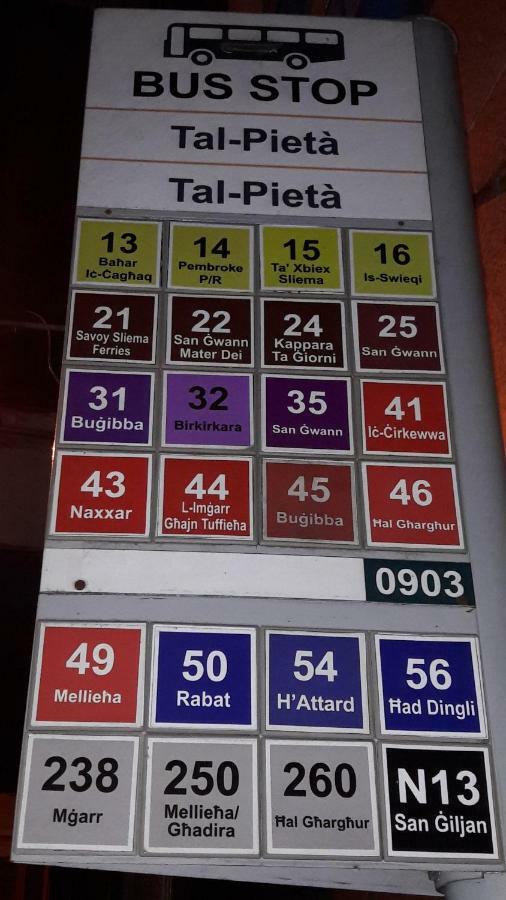 BUS STOP
Tal-Pietà
Tal-Pietà
13
Baħar
Iċ-Ċagħaq
14
Pembroke
P/R
15
Ta' Xbiex
Sliema
16
Is-Swieqi
21
Savoy Sliema
Ferries
22
San Ġwann
Mater Dei
24
Kappara
Ta Ġiorni
25
San Ġwann
31
Buġibba
32
Birkirkara
35
San Ġwann
41
Iċ-Ċirkewwa
43
Naxxar
44
L-Imġarr
Għajn Tuffieħa
45
Buġibba
46
Ħal Għargħur
0903
49
Mellieħa
50
Rabat
54
H'Attard
56
Ħad Dingli
238
Mġarr
250
Mellieħa/
Għadira
260
Ħal Għargħur
N13
San Ġiljan